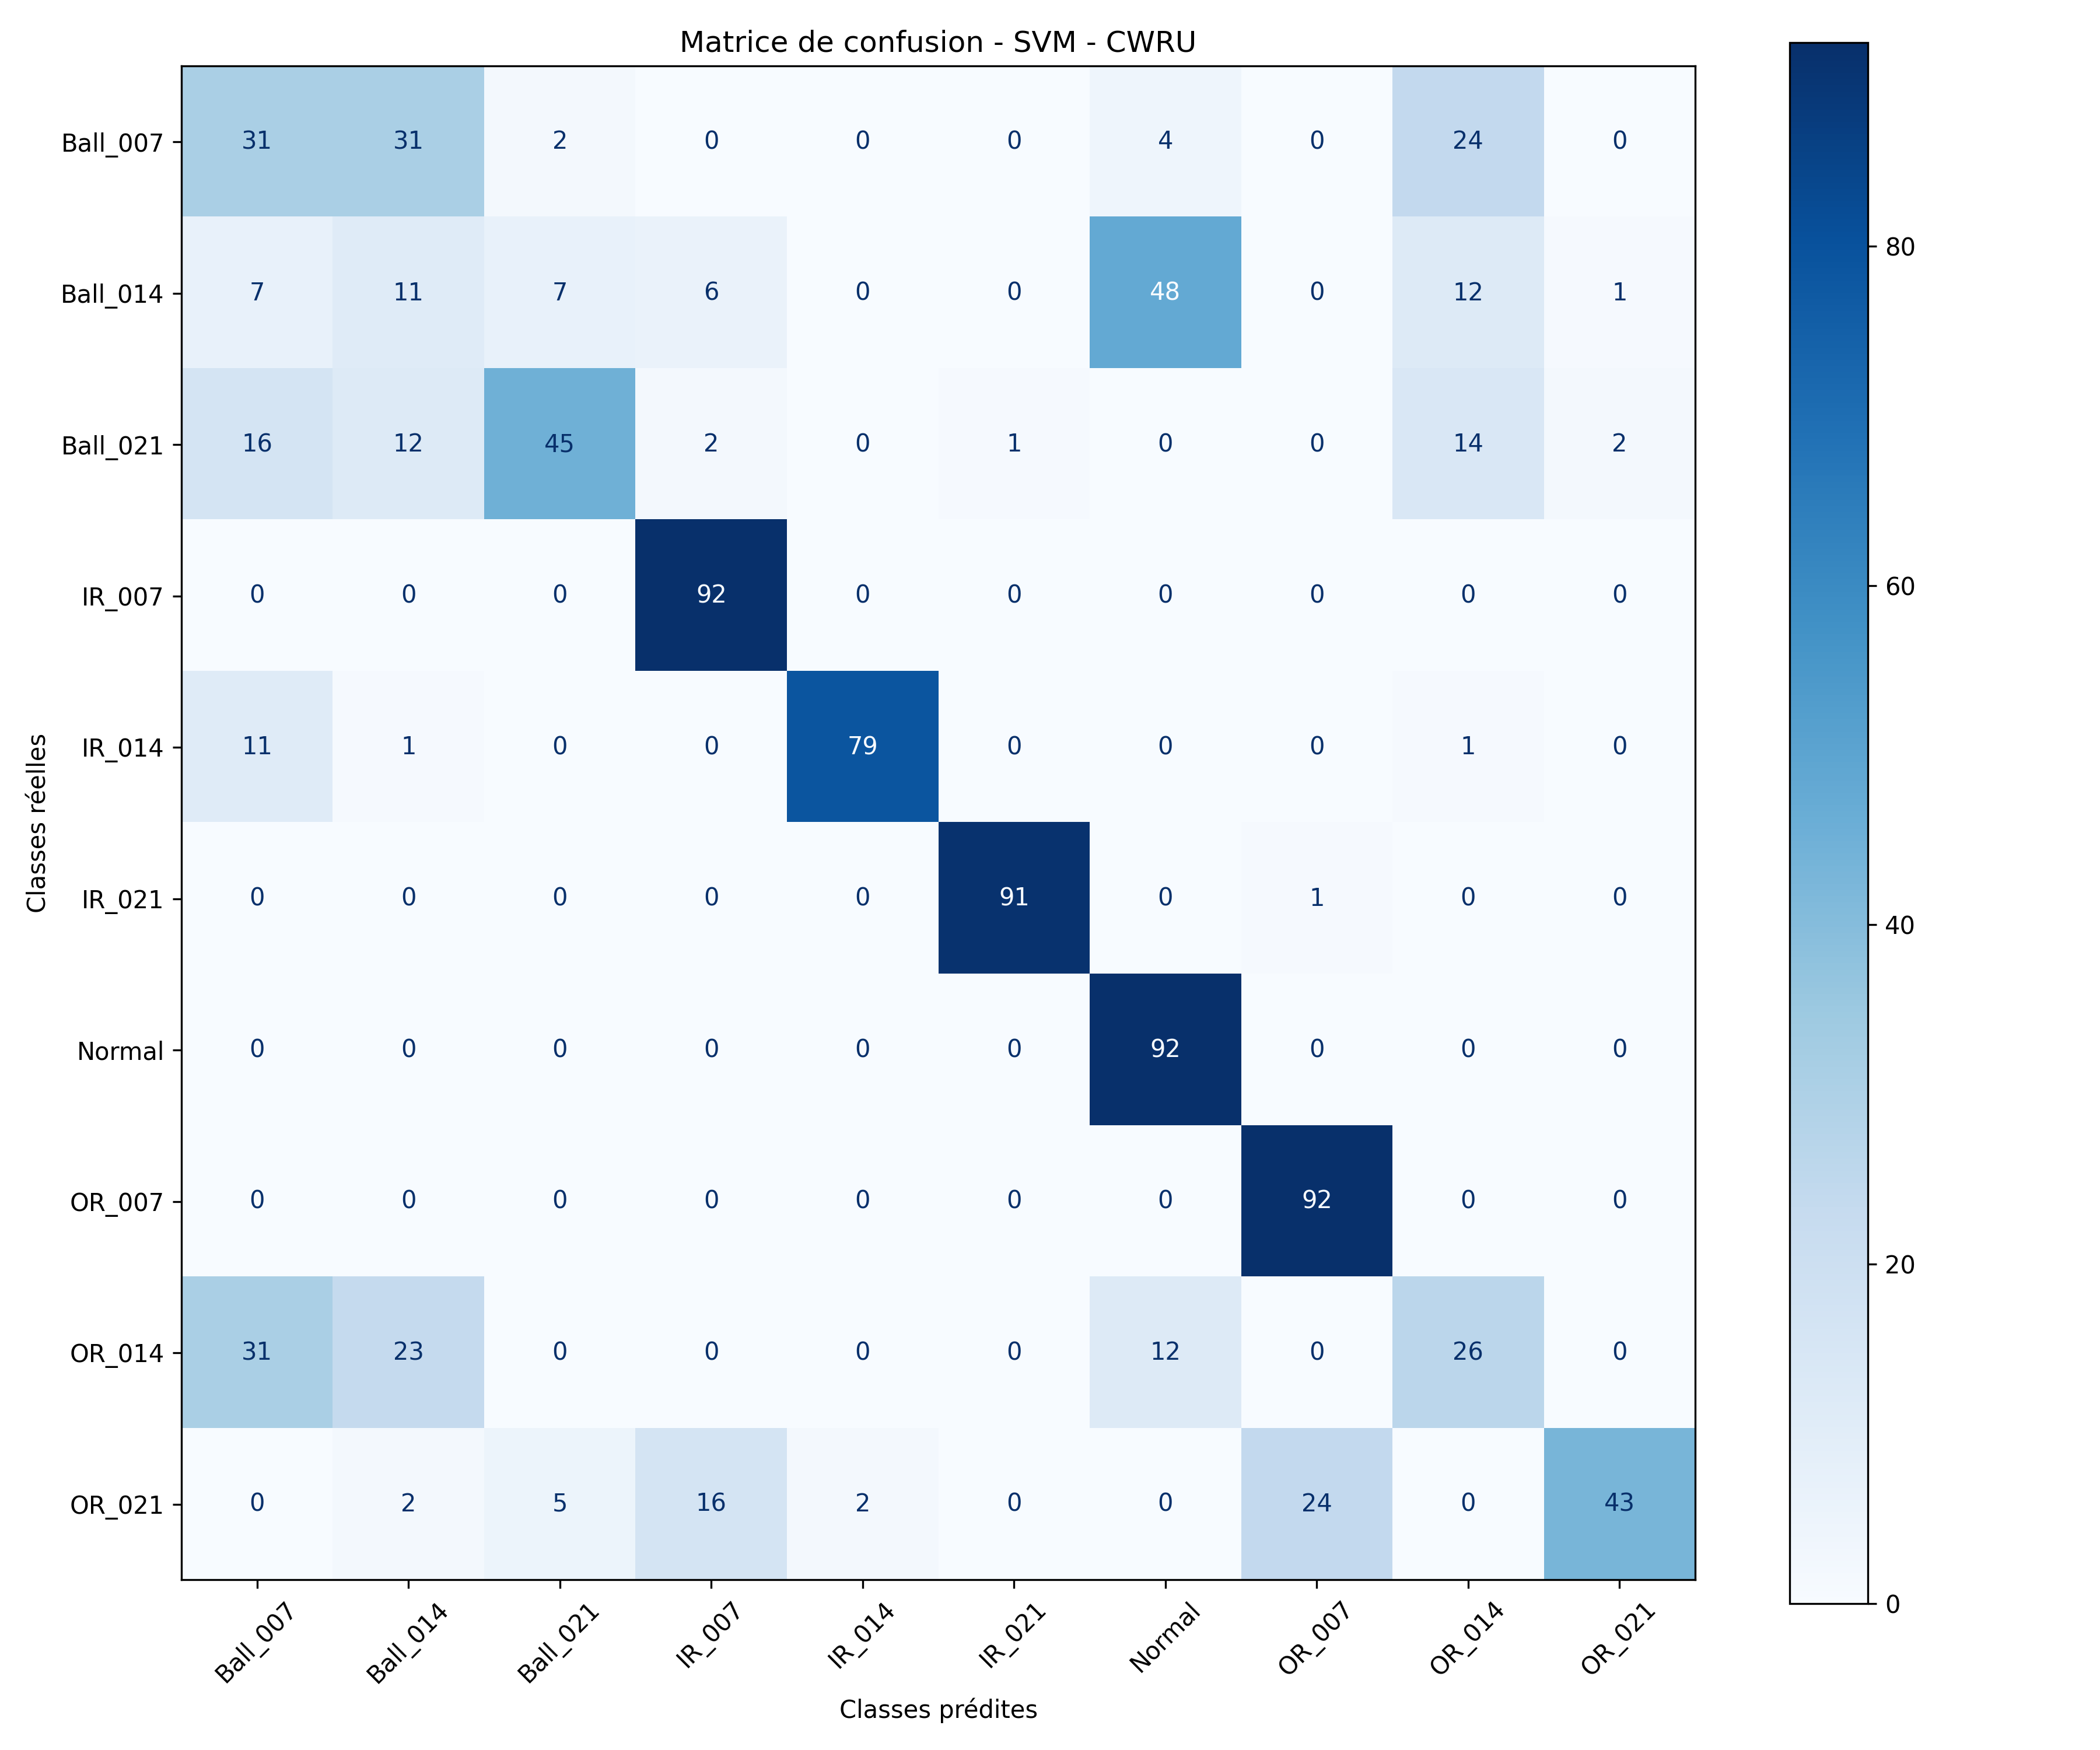 Matrice de confusion - SVM - CWRU
Ball_007 31 31 2 0 0 0 4 0 24 0
Ball_014 7 11 7 6 0 0 48 0 12 1
Ball_021 16 12 45 2 0 1 0 0 14 2
IR_007 0 0 0 92 0 0 0 0 0 0
IR_014 11 1 0 0 79 0 0 0 1 0
IR_021 0 0 0 0 0 91 0 1 0 0
Normal 0 0 0 0 0 0 92 0 0 0
OR_007 0 0 0 0 0 0 0 92 0 0
OR_014 31 23 0 0 0 0 12 0 26 0
OR_021 0 2 5 16 2 0 0 24 0 43
Ball_007 Ball_014 Ball_021 IR_007 IR_014 IR_021 Normal OR_007 OR_014 OR_021
Classes prédites
Classes réelles
80
60
40
20
0